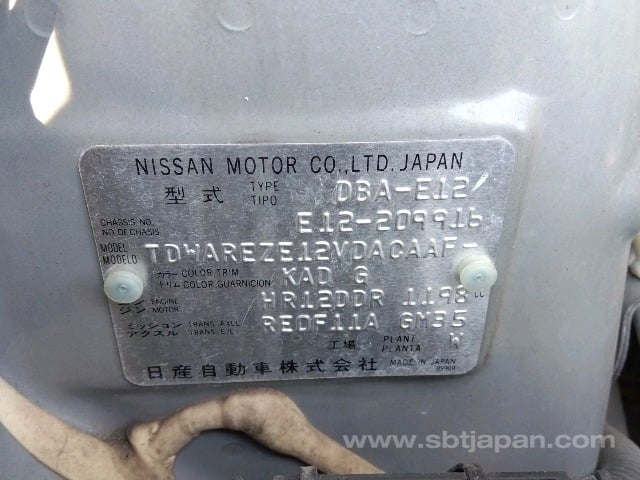 NISSAN MOTOR CO.,LTD. JAPAN
型式 TYPE TIPO DBA-E12
CHASSIS NO. NO. DE CHASIS. E12-209916
MODEL MODELO TDWAREZE12VDACAAF-
カラー COLOR TRIM
トリム COLOR GUARNICION KAD G
エンジン ENGINE MOTOR HR12DDR 1198 cc
ミッション TRANS. AXLE
アクスル TRANS. EJE. REOF11A GM35
工場 PLANT PLANTA W
日産自動車株式会社 MADE IN JAPAN
www.sbtjapan.com